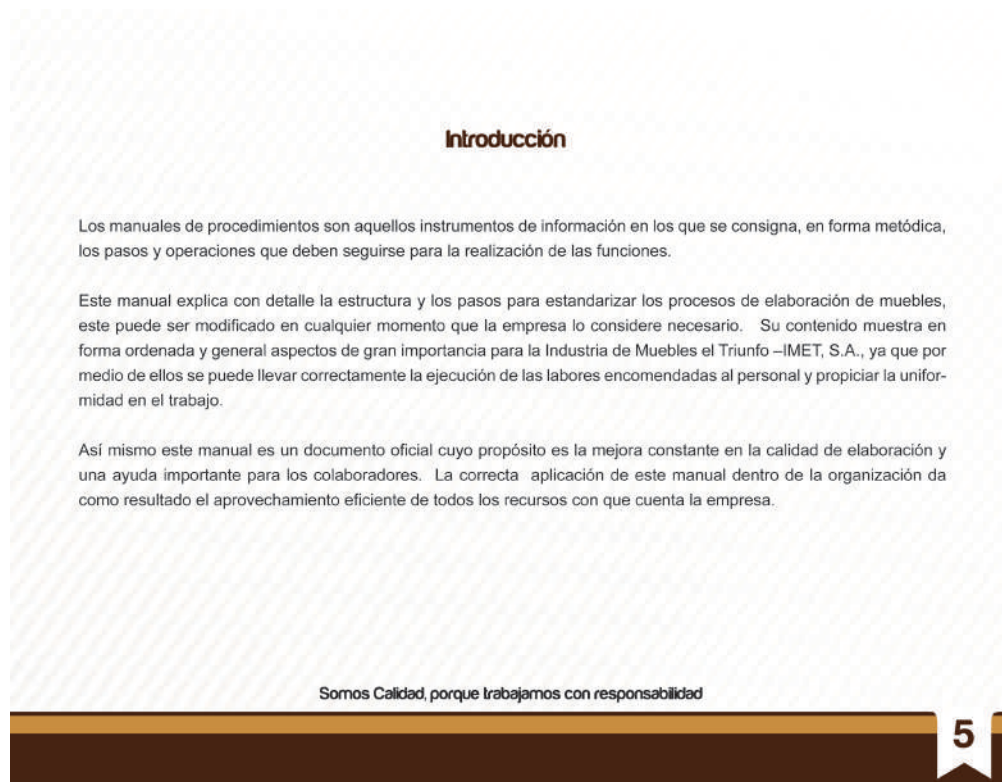 Introducción
Los manuales de procedimientos son aquellos instrumentos de información en los que se consigna, en forma metódica,
los pasos y operaciones que deben seguirse para la realización de las funciones.
Este manual explica con detalle la estructura y los pasos para estandarizar los procesos de elaboración de muebles,
este puede ser modificado en cualquier momento que la empresa lo considere necesario. Su contenido muestra en
forma ordenada y general aspectos de gran importancia para la Industria de Muebles el Triunfo –IMET, S.A., ya que por
medio de ellos se puede llevar correctamente la ejecución de las labores encomendadas al personal y propiciar la unifor-
midad en el trabajo.
Así mismo este manual es un documento oficial cuyo propósito es la mejora constante en la calidad de elaboración y
una ayuda importante para los colaboradores. La correcta aplicación de este manual dentro de la organización da
como resultado el aprovechamiento eficiente de todos los recursos con que cuenta la empresa.
Somos Calidad, porque trabajamos con responsabilidad
5